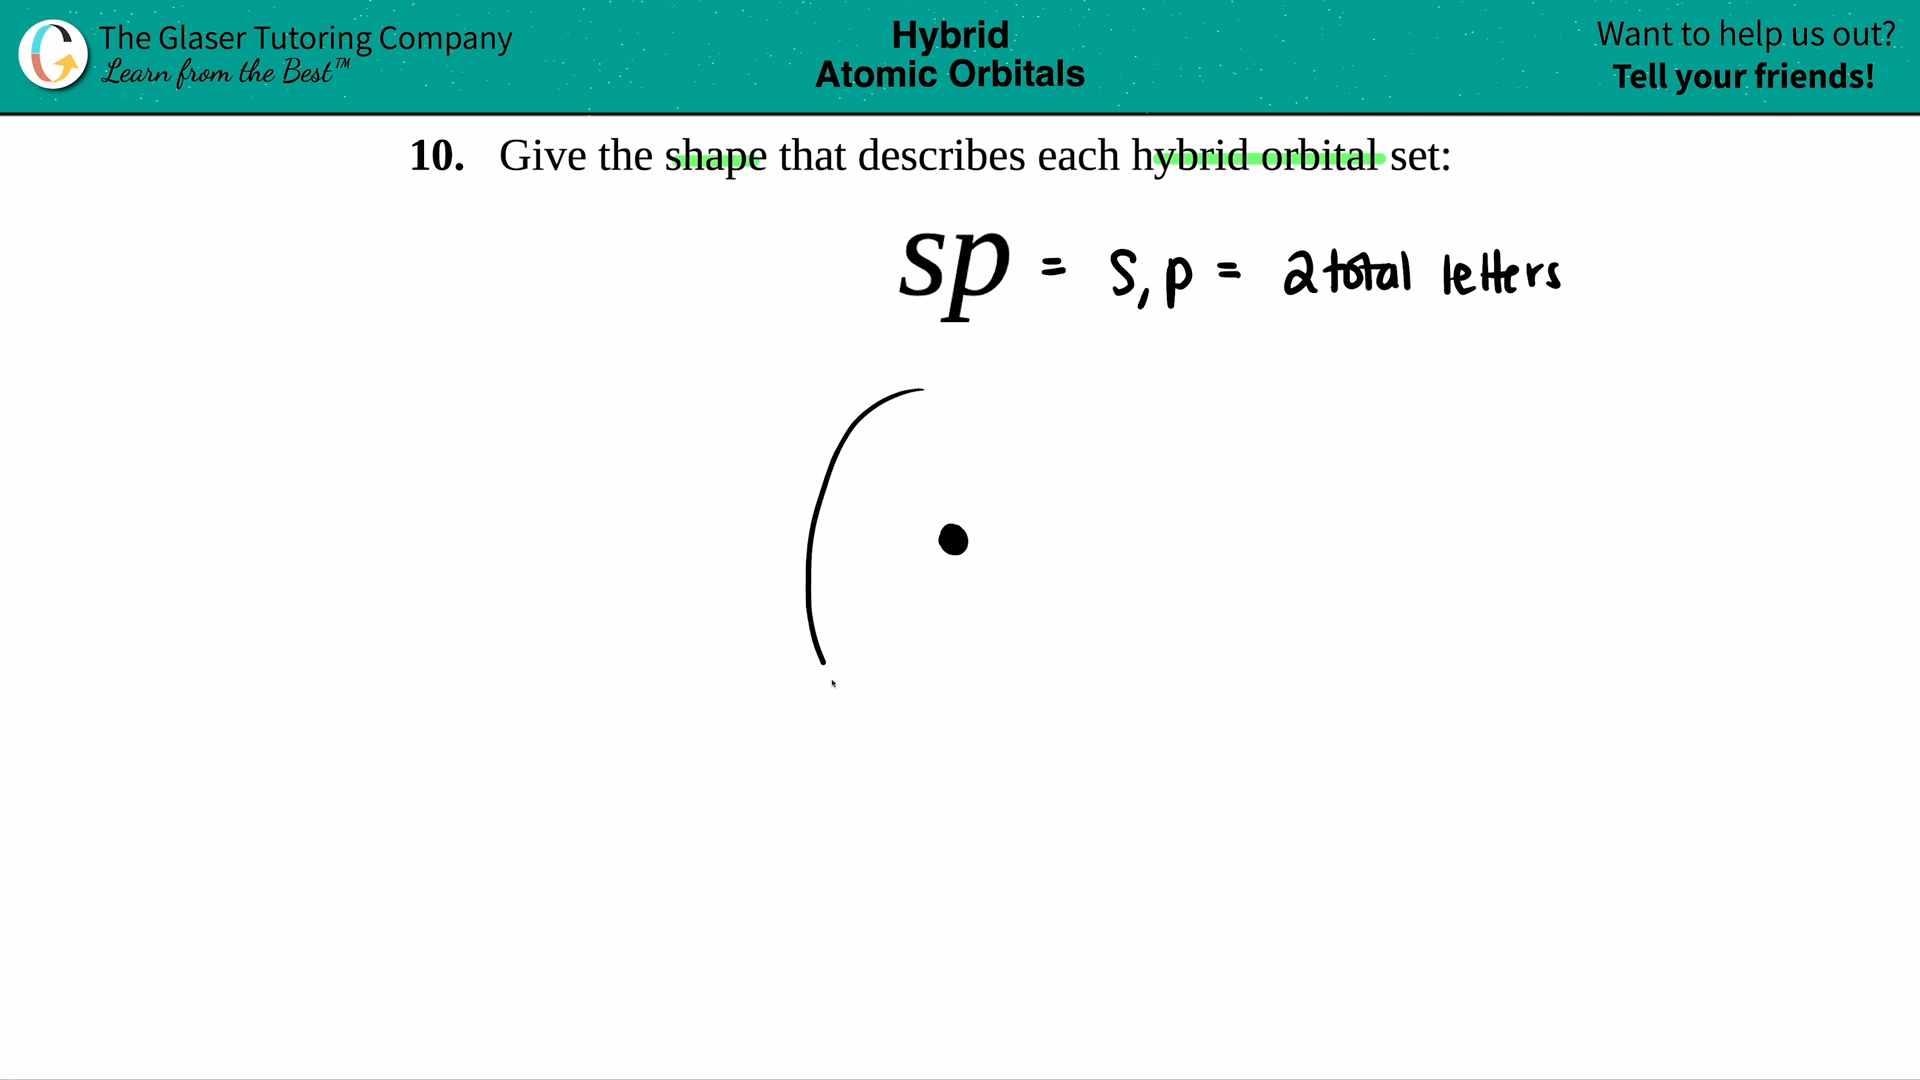 The Glaser Tutoring Company
Learn from the Best™
Hybrid
Atomic Orbitals
Want to help us out?
Tell your friends!
10. Give the shape that describes each hybrid orbital set:
sp = s, p = 2 total letters